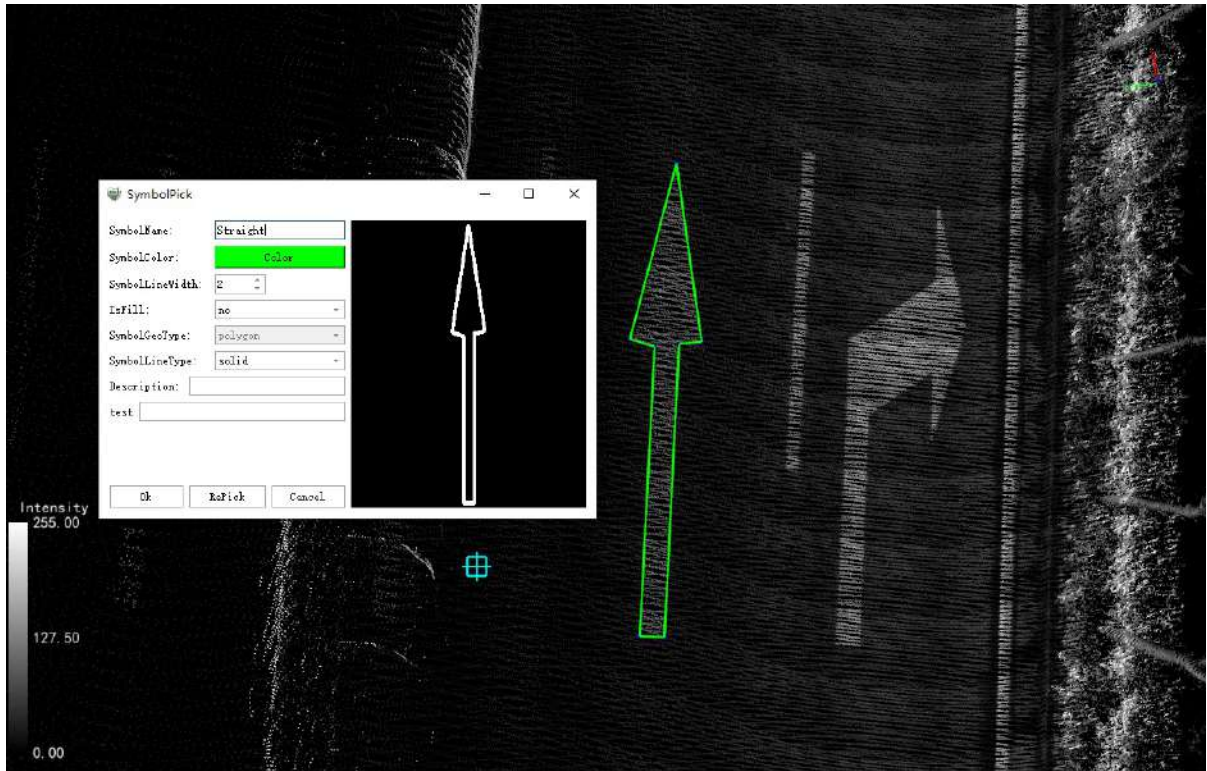 SymbolPick
SymbolName: Straight
SymbolColor: Color
SymbolLineWidth: 2
IsFill: no
SymbolGeoType: polygon
SymbolLineType: solid
Description:
test
Ok RePick Cancel
Intensity
255.00
127.50
0.00